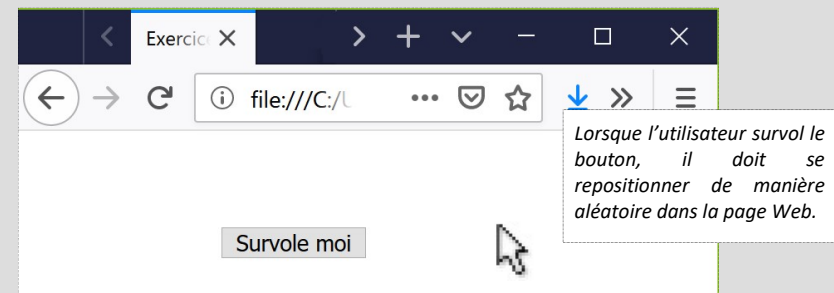 Exercic
file:///C:/
Lorsque l’utilisateur survol le
bouton, il doit se
repositionner de manière
aléatoire dans la page Web.
Survole moi